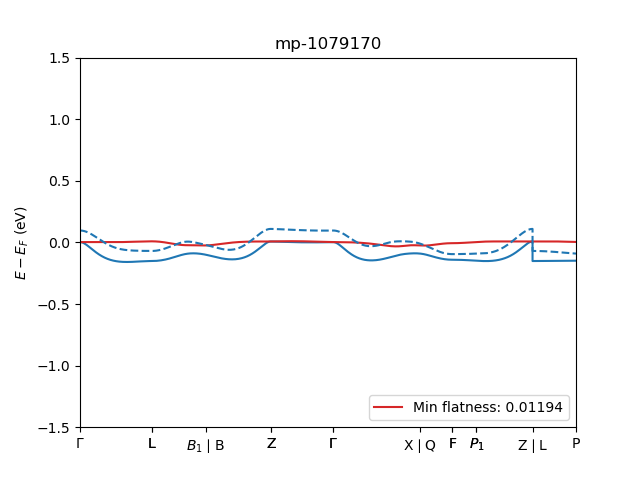 mp-1079170
E − E_F (eV)
1.5
1.0
0.5
0.0
−0.5
−1.0
−1.5
Min flatness: 0.01194
Γ L B₁ | B Z Γ X | Q F P₁ Z | L P